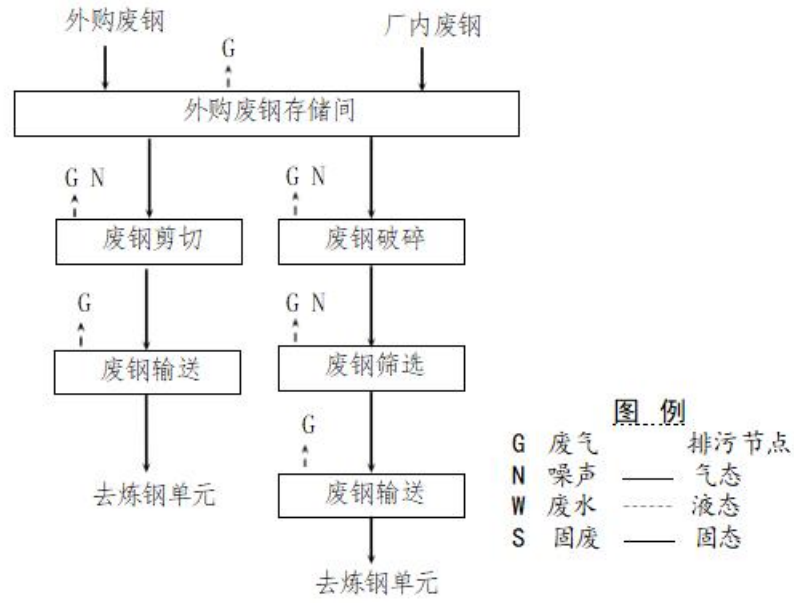 外购废钢
厂内废钢
G
外购废钢存储间
G N
G N
废钢剪切
废钢破碎
G
G N
废钢输送
废钢筛选
G
去炼钢单元
废钢输送
去炼钢单元
图 例
G 废气 排污节点
N 噪声 气态
W 废水 液态
S 固废 固态